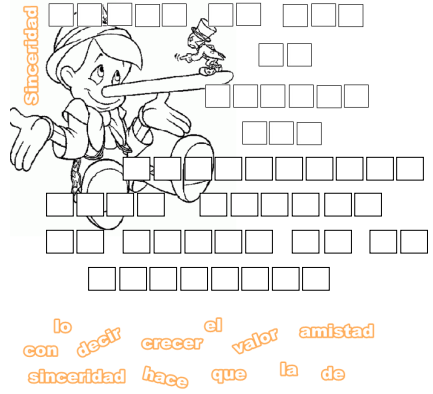 Sinceridad
lo
el
con
decir
crecer
valor
amistad
sinceridad
hace
que
la
de